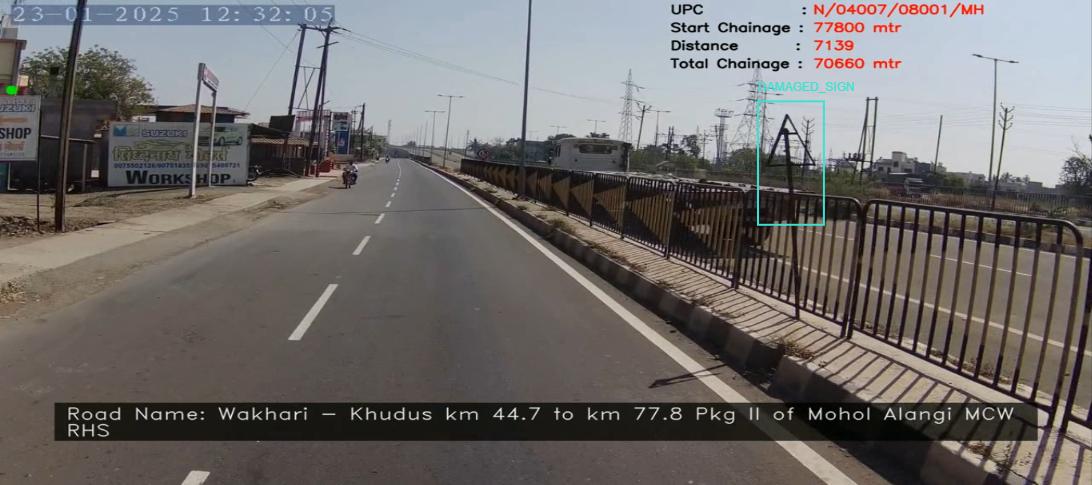 23-01-2025 12:32:05
UPC : N/04007/08001/MH
Start Chainage : 77800 mtr
Distance : 7139
Total Chainage : 70660 mtr
DAMAGED_SIGN
UZUKI
SHOP
SUZUKI
WORKSHOP
Road Name: Wakhari - Khudus km 44.7 to km 77.8 Pkg II of Mohol Alangi MCW
RHS